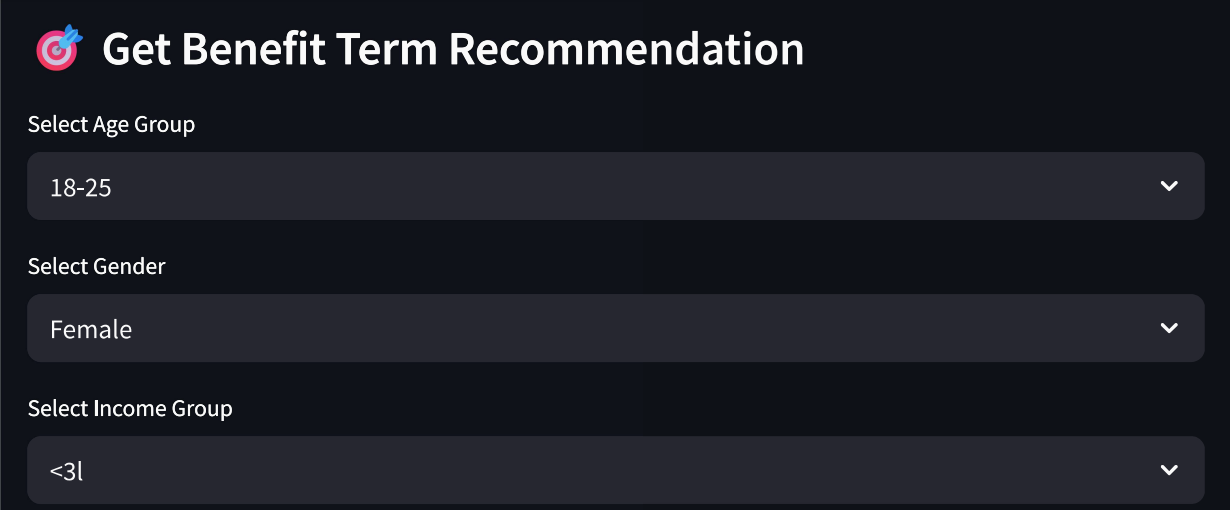 Get Benefit Term Recommendation
Select Age Group
18-25
Select Gender
Female
Select Income Group
<3l